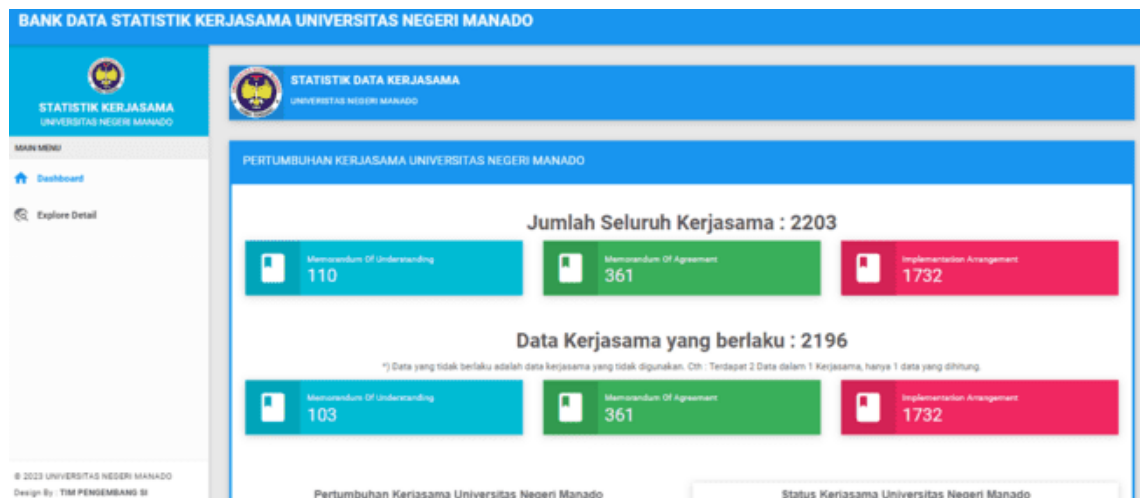 BANK DATA STATISTIK KERJASAMA UNIVERSITAS NEGERI MANADO
STATISTIK KERJASAMA
UNIVERSITAS NEGERI MANADO
MAIN MENU
Dashboard
Explore Detail
© 2023 UNIVERSITAS NEGERI MANADO
Design By : TIM PENGEMBANG SI
STATISTIK DATA KERJASAMA
UNIVERSITAS NEGERI MANADO
PERTUMBUHAN KERJASAMA UNIVERSITAS NEGERI MANADO
Jumlah Seluruh Kerjasama : 2203
Memorandum Of Understanding
110
Memorandum Of Agreement
361
Implementation Arrangement
1732
Data Kerjasama yang berlaku : 2196
*) Data yang tidak berlaku adalah data kerjasama yang tidak digunakan. Cth : Terdapat 2 Data dalam 1 Kerjasama, hanya 1 data yang dihitung.
Memorandum Of Understanding
103
Memorandum Of Agreement
361
Implementation Arrangement
1732
Pertumbuhan Kerjasama Universitas Negeri Manado
Status Kerjasama Universitas Negeri Manado